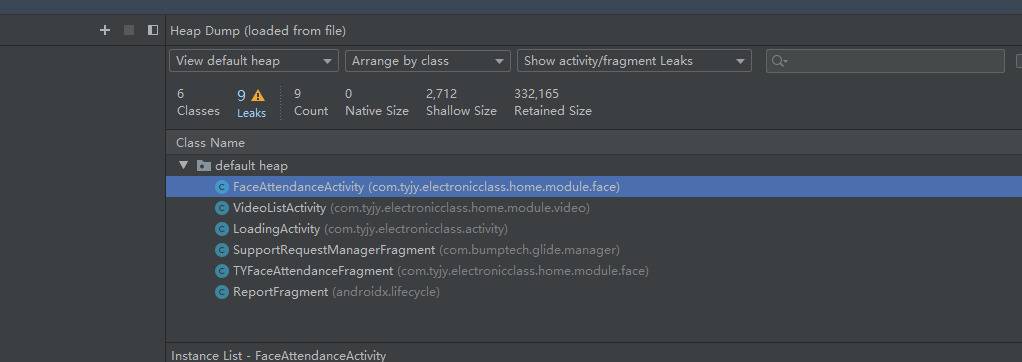 Heap Dump (loaded from file)
View default heap Arrange by class Show activity/fragment Leaks
6 9 9 0 2,712 332,165
Classes Leaks Count Native Size Shallow Size Retained Size
Class Name
default heap
FaceAttendanceActivity (com.tyjy.electronicclass.home.module.face)
VideoListActivity (com.tyjy.electronicclass.home.module.video)
LoadingActivity (com.tyjy.electronicclass.activity)
SupportRequestManagerFragment (com.bumptech.glide.manager)
TYFaceAttendanceFragment (com.tyjy.electronicclass.home.module.face)
ReportFragment (androidx.lifecycle)
Instance List - FaceAttendanceActivity